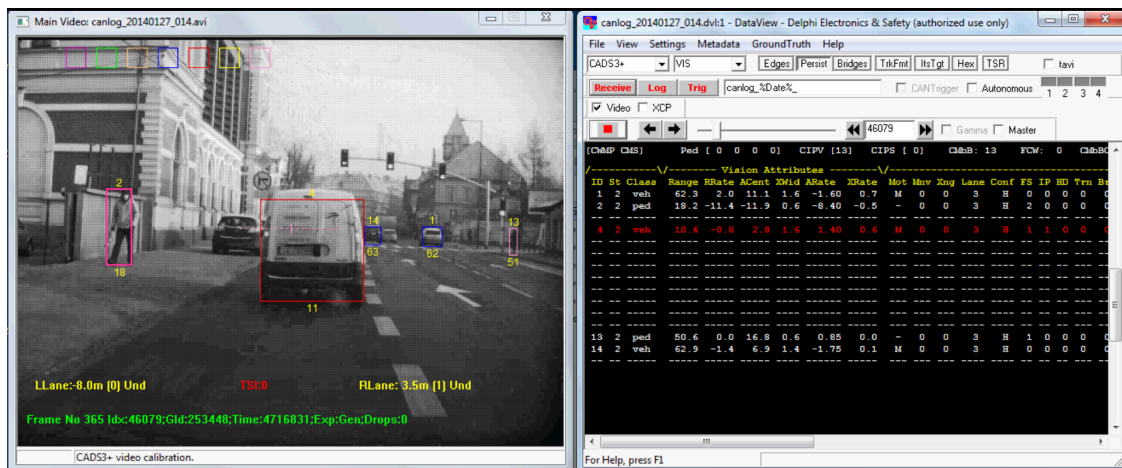 Main Video: canlog_20140127_014.avi
2
4
14
1
13
63
62
51
18
11
LLane:-8.0m (0) Und
TSI:0
RLane: 3.5m (1) Und
Frame No 365 Idx:46079;Gld:253448;Time:4716831;Exp:Gen;Drops:0
CADS3+ video calibration.
canlog_20140127_014.dvl:1 - DataView - Delphi Electronics & Safety (authorized use only)
File View Settings Metadata GroundTruth Help
CADS3+ VIS Edges Persist Bridges TrkFmt ItsTgt Hex TSR tavi
Receive Log Trig canlog_%Date%_ CANTrigger Autonomous 1 2 3 4
Video XCP
46079 Gamma Master
[CWMP CMS] Ped [ 0 0 0 0] CIPV [13] CIPS [ 0] CMbB: 13 FCW: 0
/-----------\/-------- Vision Attributes --------\/
ID St Class Range RRate ACent XWid ARate XRate Mot Mnv Xng Lane Conf FS IP HD Trn
1 2 veh 62.3 2.0 11.1 1.6 -1.60 0.7 M 0 0 3 H 0 0 0 0
2 2 ped 18.2 -11.4 -11.9 0.6 -8.40 -0.5 - 0 0 3 H 2 0 0 0
4 2 veh 10.6 -0.8 2.8 1.6 1.40 0.6 M 0 0 3 H 1 1 0 0
13 2 ped 50.6 0.0 16.8 0.6 0.85 0.0 - 0 0 3 H 1 0 0 0
14 2 veh 62.9 -1.4 6.9 1.4 -1.75 0.1 M 0 0 3 H 0 0 0 0
For Help, press F1